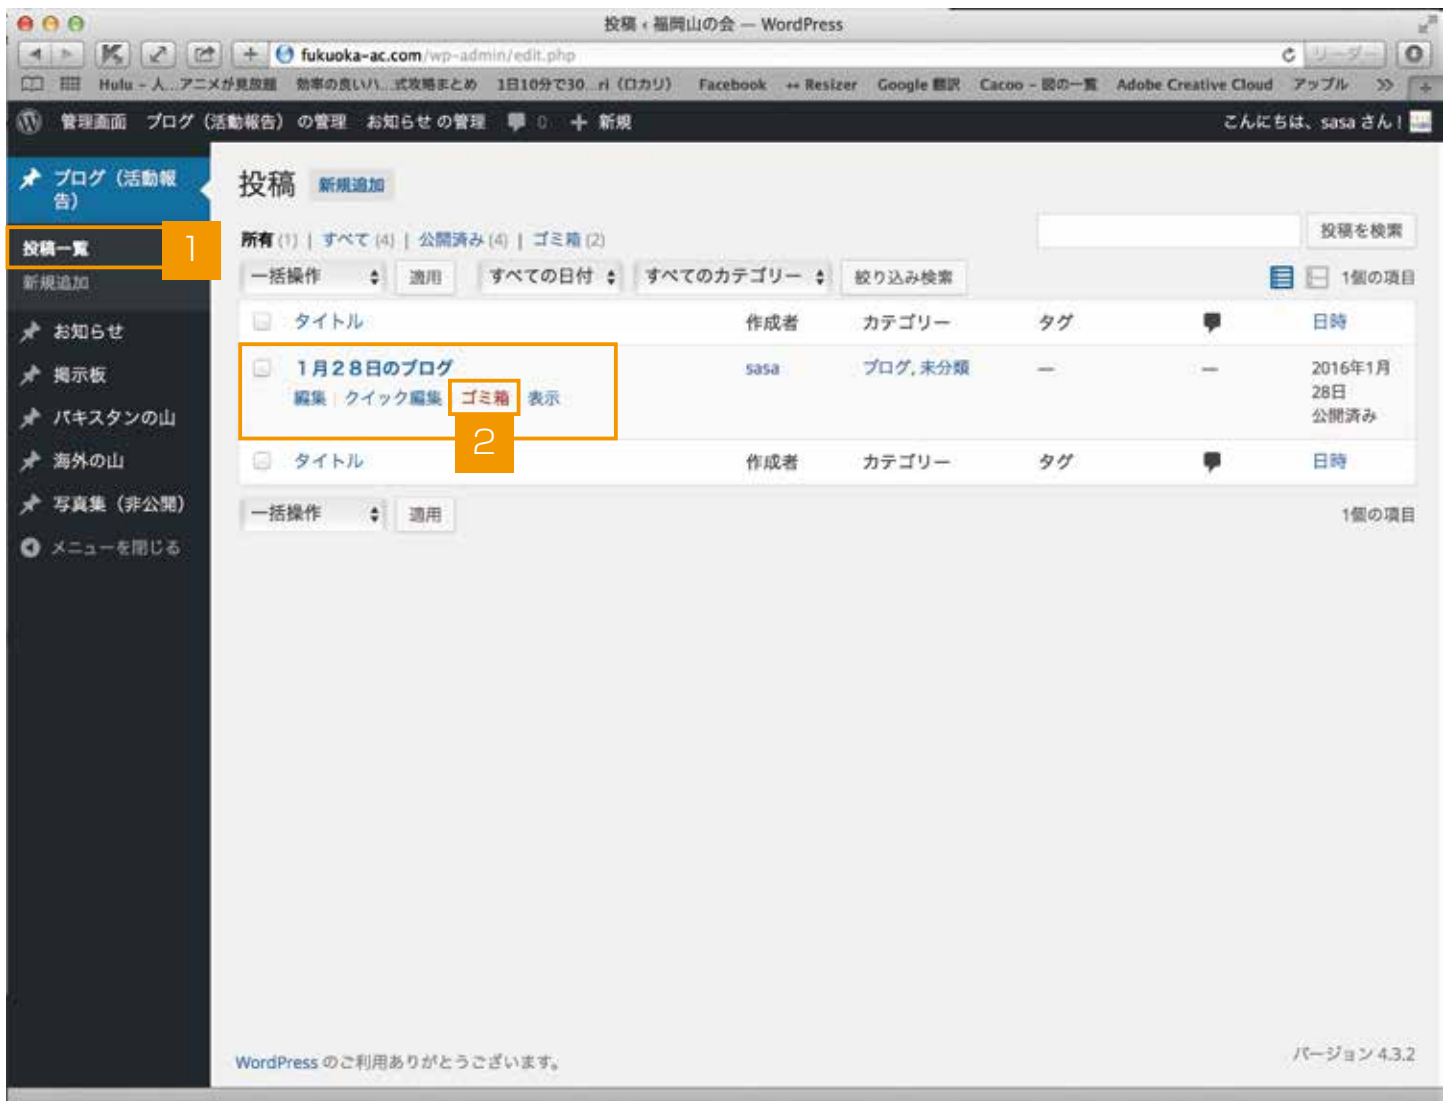 投稿 ‹ 福岡山の会 — WordPress
fukuoka-ac.com/wp-admin/edit.php
リーダー
Hulu - 人...アニメが見放題 効率の良いハ...式攻略まとめ 1日10分で30...ri（ロカリ） Facebook ↔ Resizer Google 翻訳 Cacoo - 図の一覧 Adobe Creative Cloud アップル >>
管理画面 ブログ（活動報告）の管理 お知らせ の管理 0 + 新規
こんにちは、sasa さん！
ブログ（活動報告）
投稿一覧
1
新規追加
お知らせ
掲示板
パキスタンの山
海外の山
写真集（非公開）
メニューを閉じる
投稿 新規追加
所有 (1) | すべて (4) | 公開済み (4) | ゴミ箱 (2)
投稿を検索
一括操作 適用 すべての日付 すべてのカテゴリー 絞り込み検索
1個の項目
タイトル 作成者 カテゴリー タグ 日時
１月２８日のブログ sasa ブログ, 未分類 — — 2016年1月28日 公開済み
編集 | クイック編集 ゴミ箱 表示
2
タイトル 作成者 カテゴリー タグ 日時
一括操作 適用
1個の項目
WordPress のご利用ありがとうございます。
バージョン 4.3.2